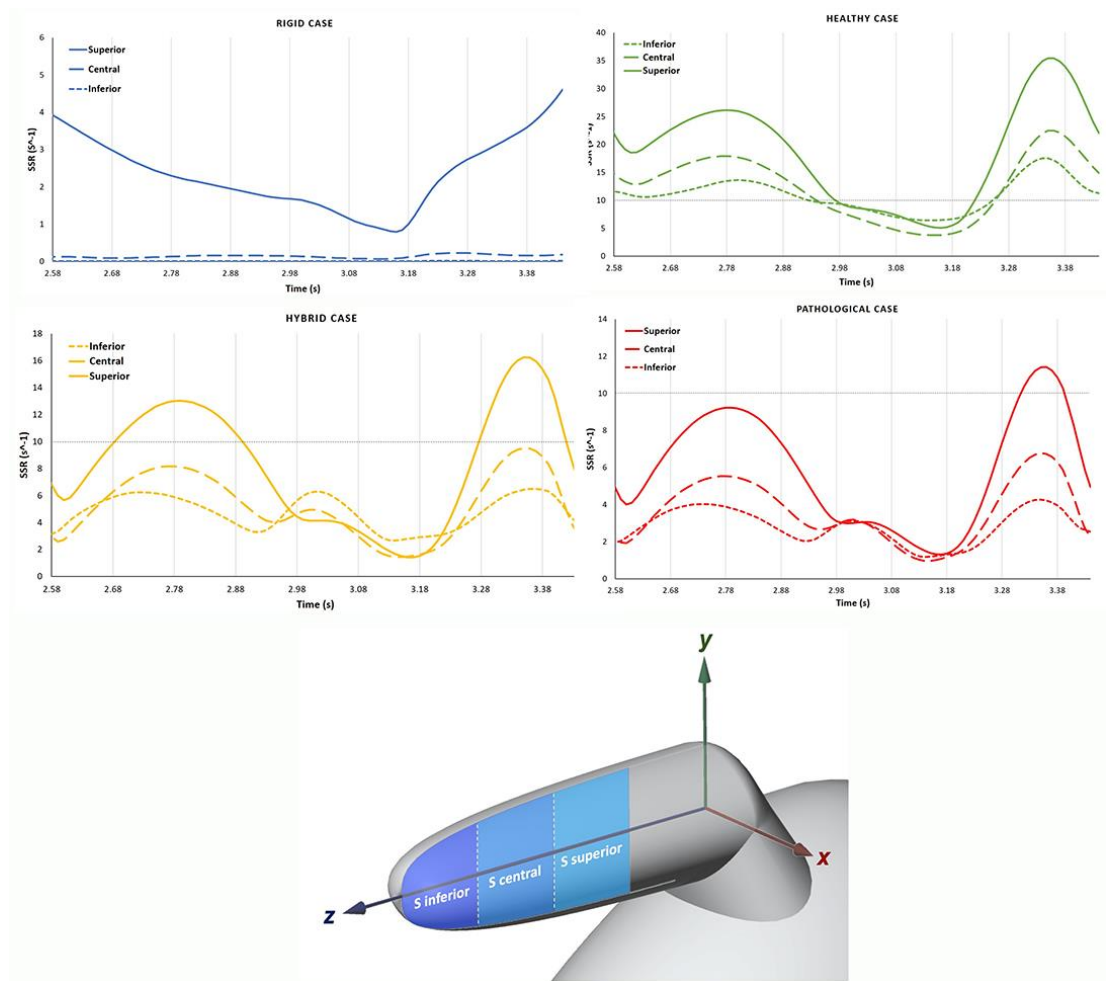 RIGID CASE
6
5
4
3
2
1
0
SSR (S^-1)
Superior
Central
Inferior
2.58
2.68
2.78
2.88
2.98
3.08
3.18
3.28
3.38
Time (s)
HEALTHY CASE
40
35
30
25
20
15
10
5
0
Inferior
Central
Superior
2.58
2.68
2.78
2.88
2.98
3.08
3.18
3.28
3.38
Time (s)
HYBRID CASE
18
16
14
12
10
8
6
4
2
0
SSR (s^-1)
Inferior
Central
Superior
2.58
2.68
2.78
2.88
2.98
3.08
3.18
3.28
3.38
Time (s)
PATHOLOGICAL CASE
14
12
10
8
6
4
2
0
SSR (s^-1)
Superior
Central
Inferior
2.58
2.68
2.78
2.88
2.98
3.08
3.18
3.28
3.38
Time (s)
y
x
z
S inferior
S central
S superior